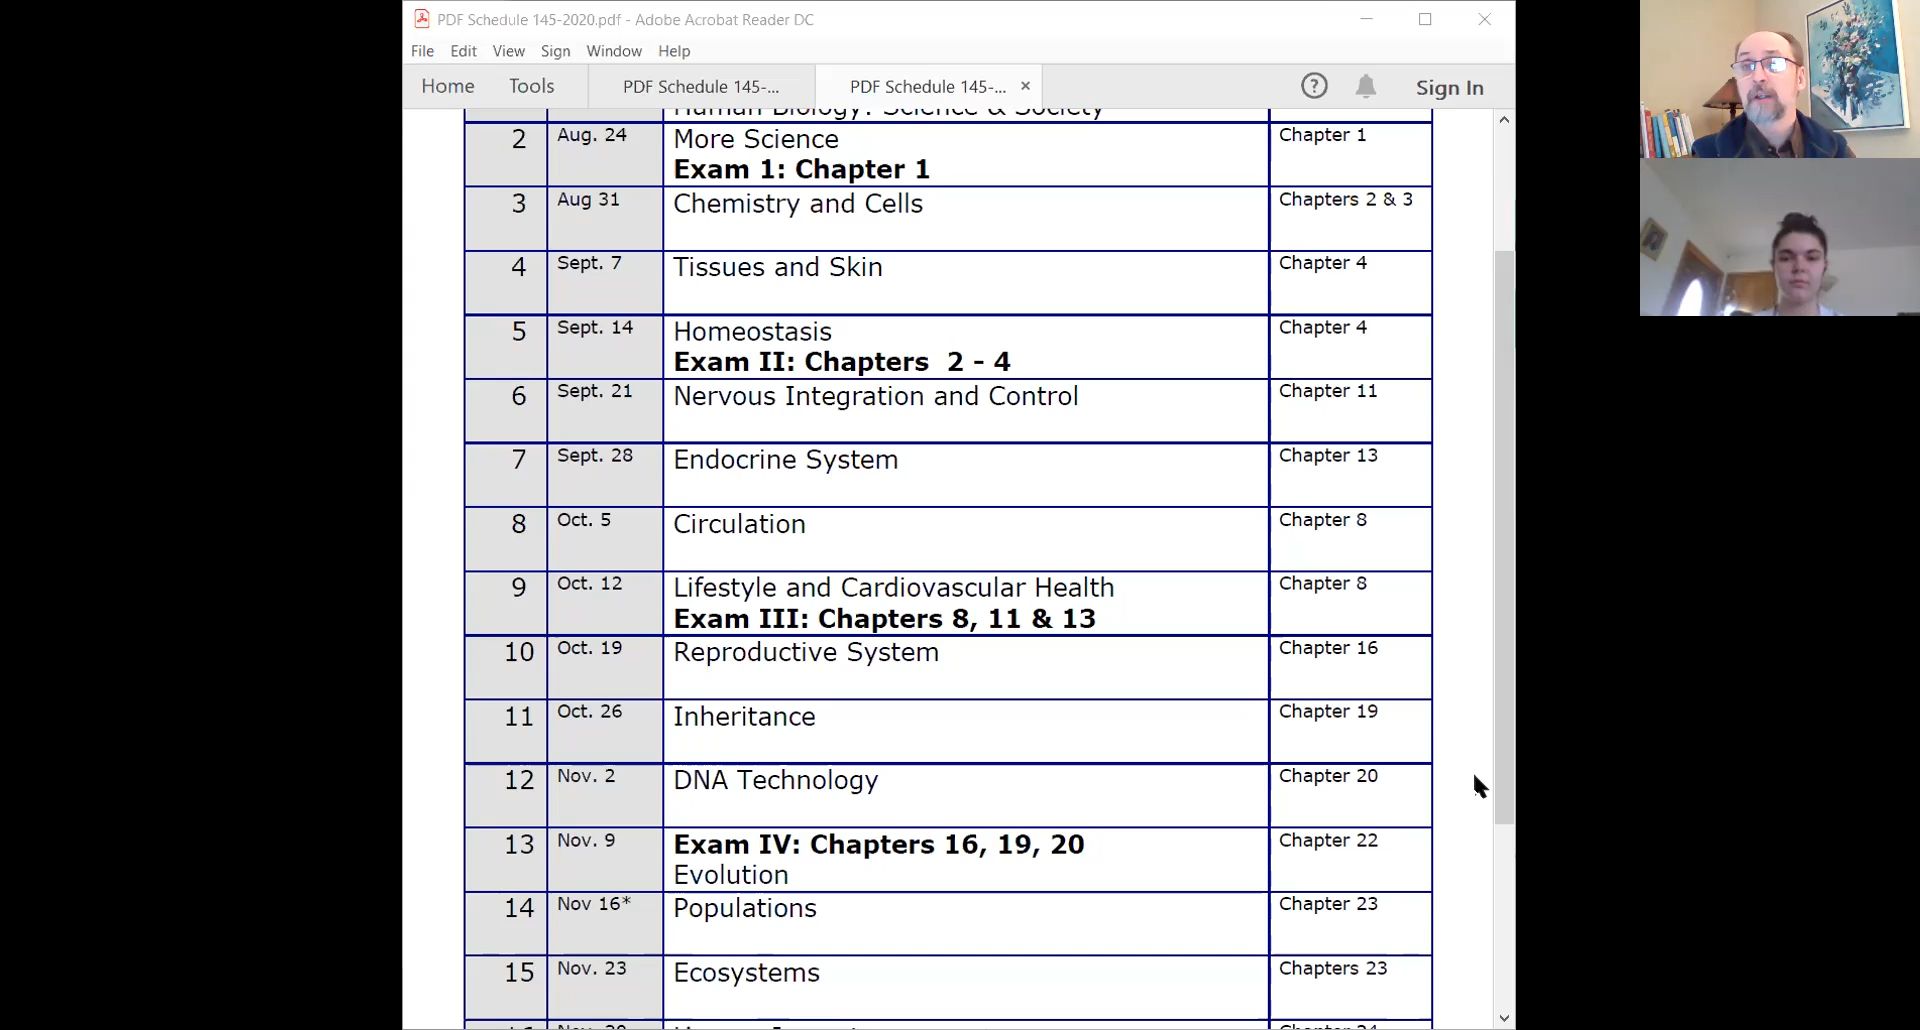 PDF Schedule 145-2020.pdf - Adobe Acrobat Reader DC
File Edit View Sign Window Help
Home Tools PDF Schedule 145-... PDF Schedule 145-... × ? Sign In
Human Biology: Science & Society
2 Aug. 24 More Science Chapter 1
Exam 1: Chapter 1
3 Aug 31 Chemistry and Cells Chapters 2 & 3
4 Sept. 7 Tissues and Skin Chapter 4
5 Sept. 14 Homeostasis Chapter 4
Exam II: Chapters 2 - 4
6 Sept. 21 Nervous Integration and Control Chapter 11
7 Sept. 28 Endocrine System Chapter 13
8 Oct. 5 Circulation Chapter 8
9 Oct. 12 Lifestyle and Cardiovascular Health Chapter 8
Exam III: Chapters 8, 11 & 13
10 Oct. 19 Reproductive System Chapter 16
11 Oct. 26 Inheritance Chapter 19
12 Nov. 2 DNA Technology Chapter 20
13 Nov. 9 Exam IV: Chapters 16, 19, 20 Chapter 22
Evolution
14 Nov 16* Populations Chapter 23
15 Nov. 23 Ecosystems Chapters 23